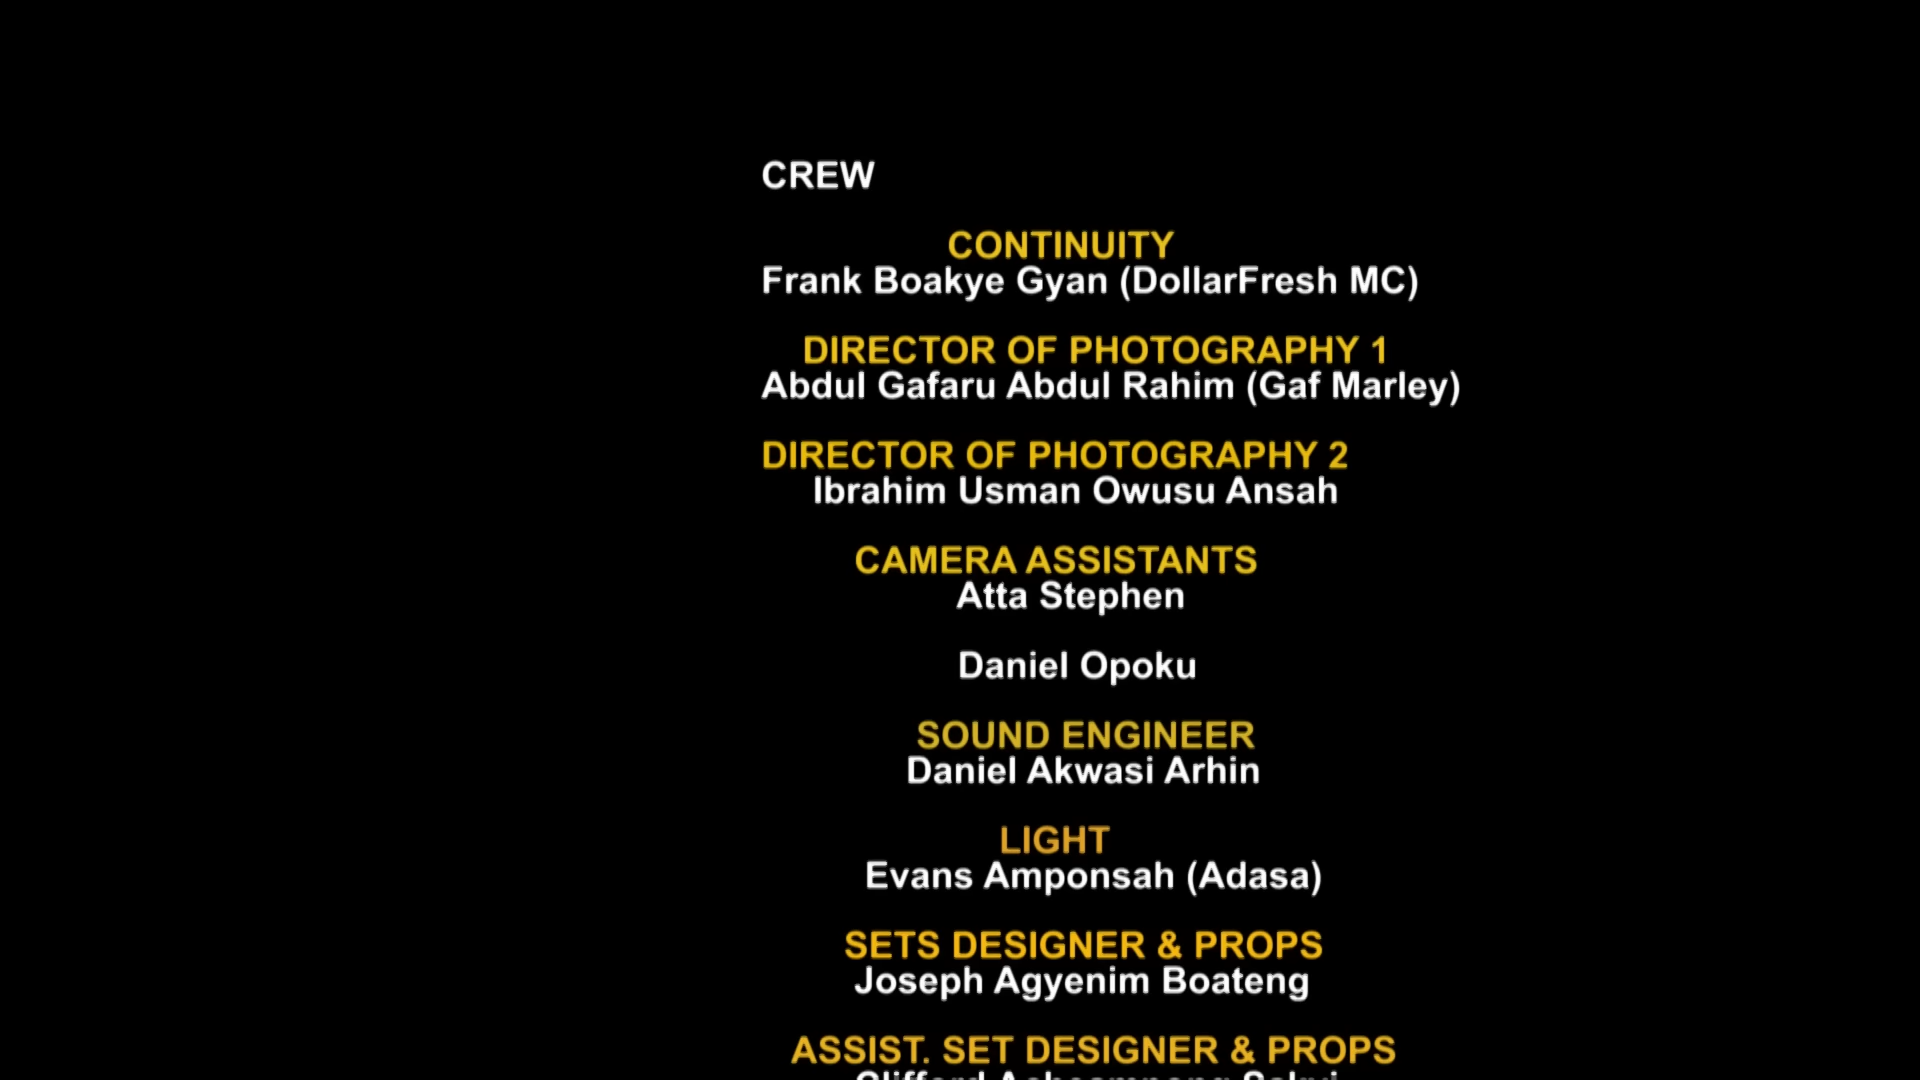 CREW
CONTINUITY
Frank Boakye Gyan (DollarFresh MC)
DIRECTOR OF PHOTOGRAPHY 1
Abdul Gafaru Abdul Rahim (Gaf Marley)
DIRECTOR OF PHOTOGRAPHY 2
Ibrahim Usman Owusu Ansah
CAMERA ASSISTANTS
Atta Stephen
Daniel Opoku
SOUND ENGINEER
Daniel Akwasi Arhin
LIGHT
Evans Amponsah (Adasa)
SETS DESIGNER & PROPS
Joseph Agyenim Boateng
ASSIST. SET DESIGNER & PROPS